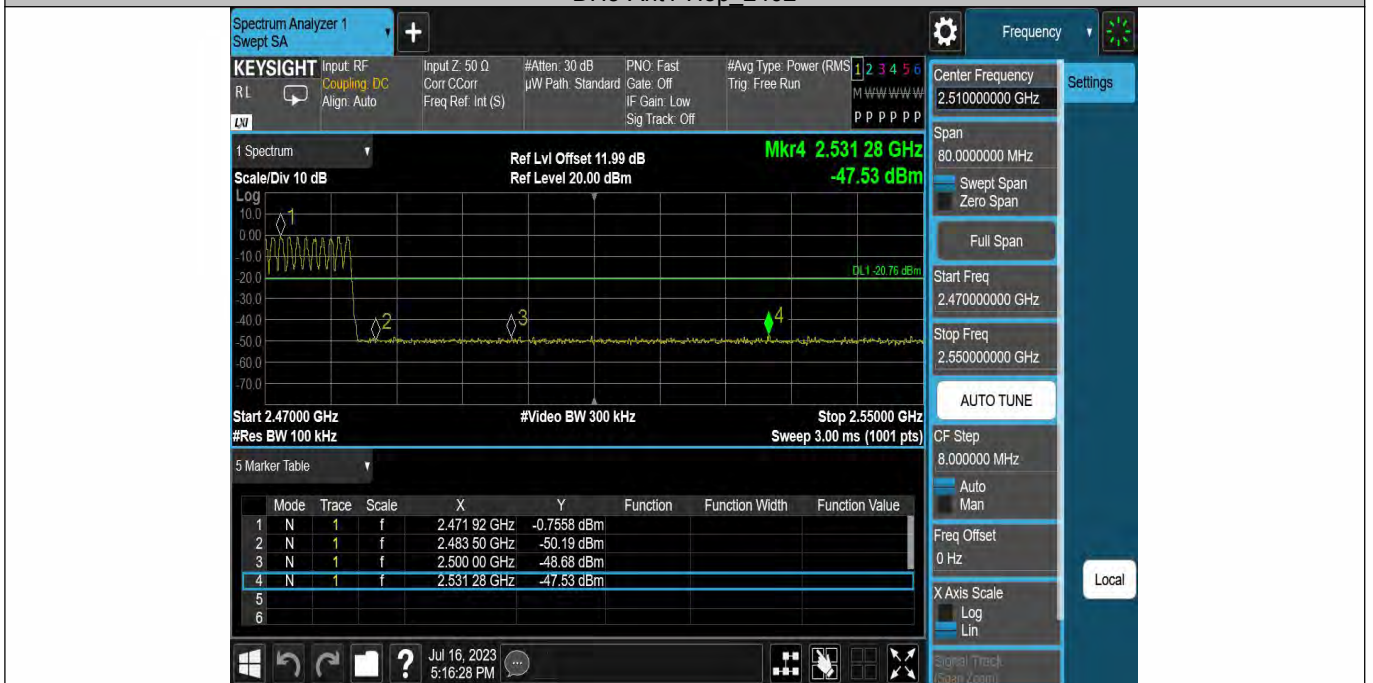 Spectrum Analyzer 1
Swept SA
+
Frequency
KEYSIGHT
RL
LXI
Input: RF
Coupling: DC
Align: Auto
Input Z: 50 Ω
Corr CCorr
Freq Ref: Int (S)
#Atten: 30 dB
µW Path: Standard
PNO: Fast
Gate: Off
IF Gain: Low
Sig Track: Off
#Avg Type: Power (RMS
Trig: Free Run
1 2 3 4 5 6
M W W W W W
P P P P P P
Center Frequency
2.510000000 GHz
Settings
Span
80.0000000 MHz
Swept Span
Zero Span
Full Span
Start Freq
2.470000000 GHz
Stop Freq
2.550000000 GHz
AUTO TUNE
CF Step
8.000000 MHz
Auto
Man
Freq Offset
0 Hz
X Axis Scale
Log
Lin
Signal Track
(Span Zoom)
Local
1 Spectrum
Scale/Div 10 dB
Ref Lvl Offset 11.99 dB
Ref Level 20.00 dBm
Mkr4 2.531 28 GHz
-47.53 dBm
Log
10.0
0.00
-10.0
-20.0
-30.0
-40.0
-50.0
-60.0
-70.0
1
2
3
4
DL1 -20.76 dBm
Start 2.47000 GHz
#Video BW 300 kHz
Stop 2.55000 GHz
#Res BW 100 kHz
Sweep 3.00 ms (1001 pts)
5 Marker Table
Mode Trace Scale X Y Function Function Width Function Value
1 N 1 f 2.471 92 GHz -0.7558 dBm
2 N 1 f 2.483 50 GHz -50.19 dBm
3 N 1 f 2.500 00 GHz -48.68 dBm
4 N 1 f 2.531 28 GHz -47.53 dBm
5
6
?
Jul 16, 2023
5:16:28 PM